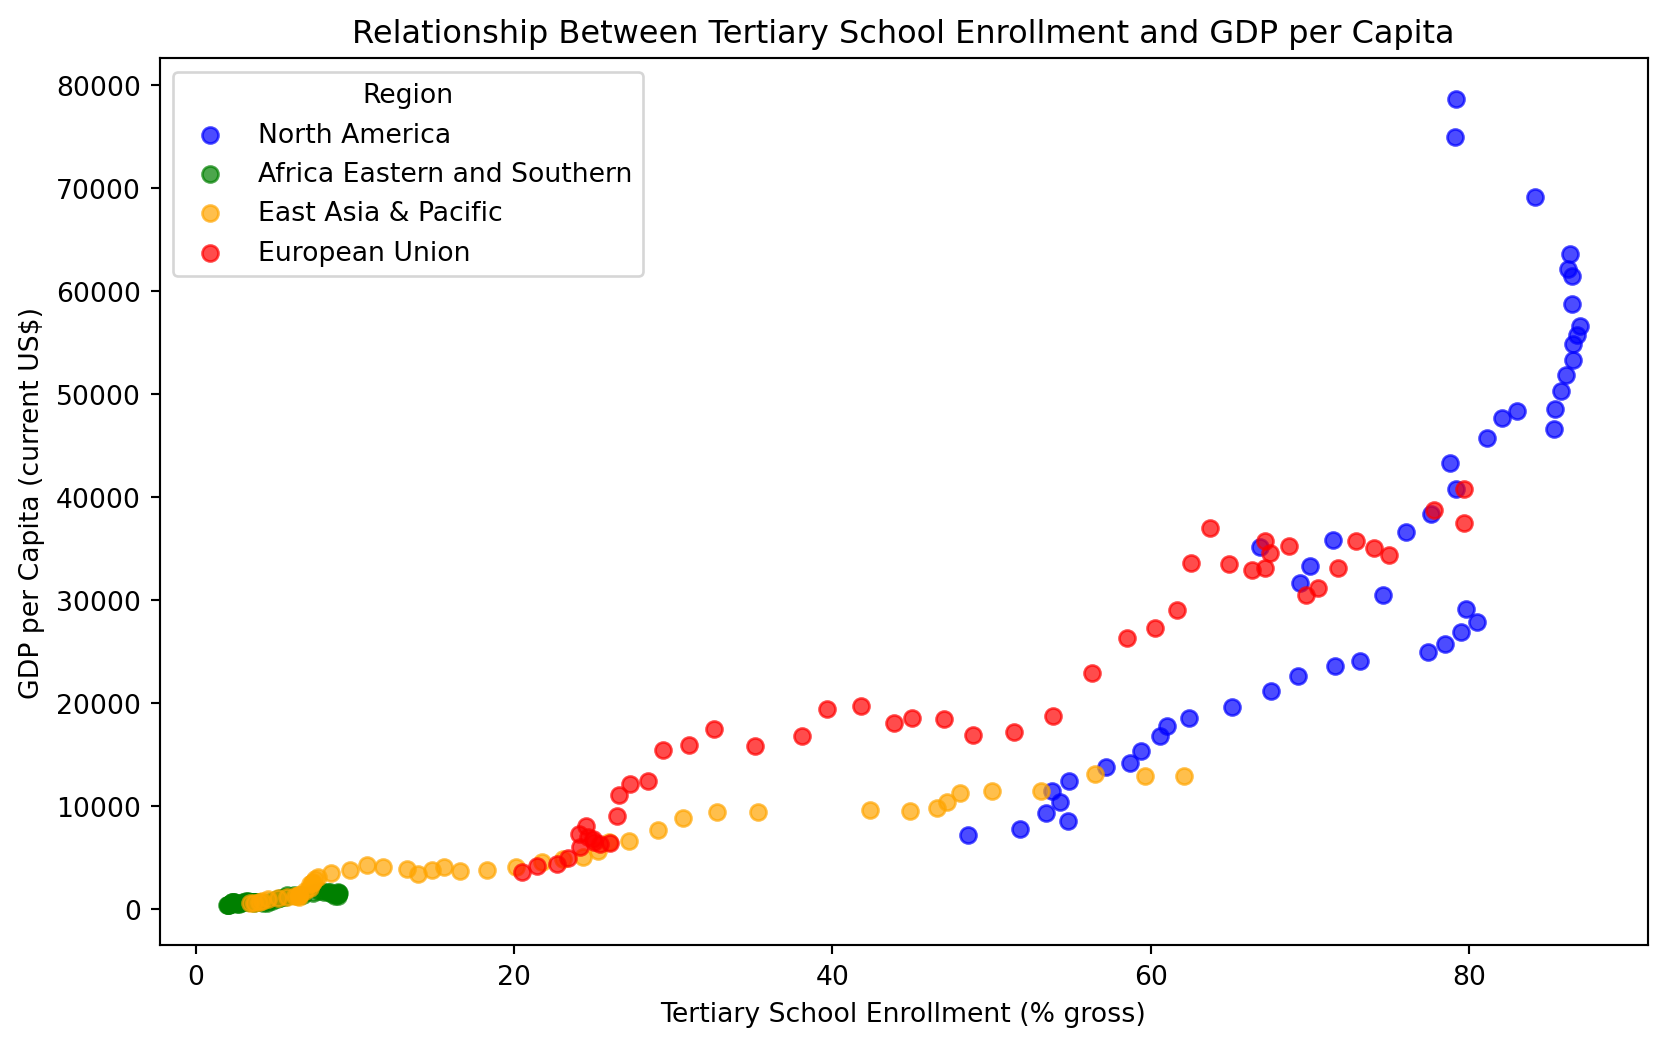 Relationship Between Tertiary School Enrollment and GDP per Capita
Region
North America
Africa Eastern and Southern
East Asia & Pacific
European Union
GDP per Capita (current US$)
80000
70000
60000
50000
40000
30000
20000
10000
0
0 20 40 60 80
Tertiary School Enrollment (% gross)